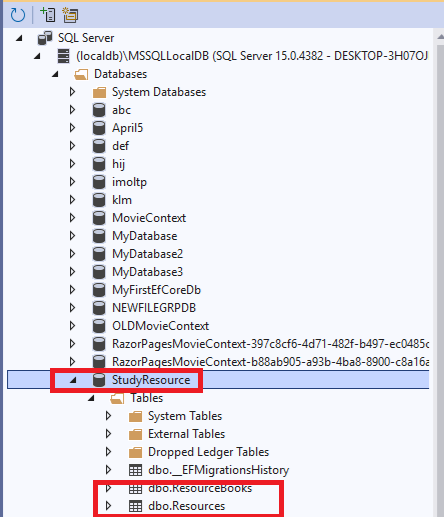 SQL Server
(localdb)\MSSQLLocalDB (SQL Server 15.0.4382 - DESKTOP-3H07OJ
Databases
System Databases
abc
April5
def
hij
imoltp
klm
MovieContext
MyDatabase
MyDatabase2
MyDatabase3
MyFirstEfCoreDb
NEWFILEGRPDB
OLDMovieContext
RazorPagesMovieContext-397c8cf6-4d71-482f-b497-ec0485c
RazorPagesMovieContext-b88ab905-a93b-4ba8-8900-c8a16a
StudyResource
Tables
System Tables
External Tables
Dropped Ledger Tables
dbo.__EFMigrationsHistory
dbo.ResourceBooks
dbo.Resources